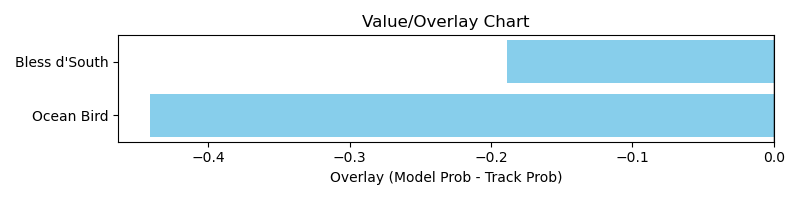 Value/Overlay Chart
Bless d'South
Ocean Bird
−0.4 −0.3 −0.2 −0.1 0.0
Overlay (Model Prob - Track Prob)